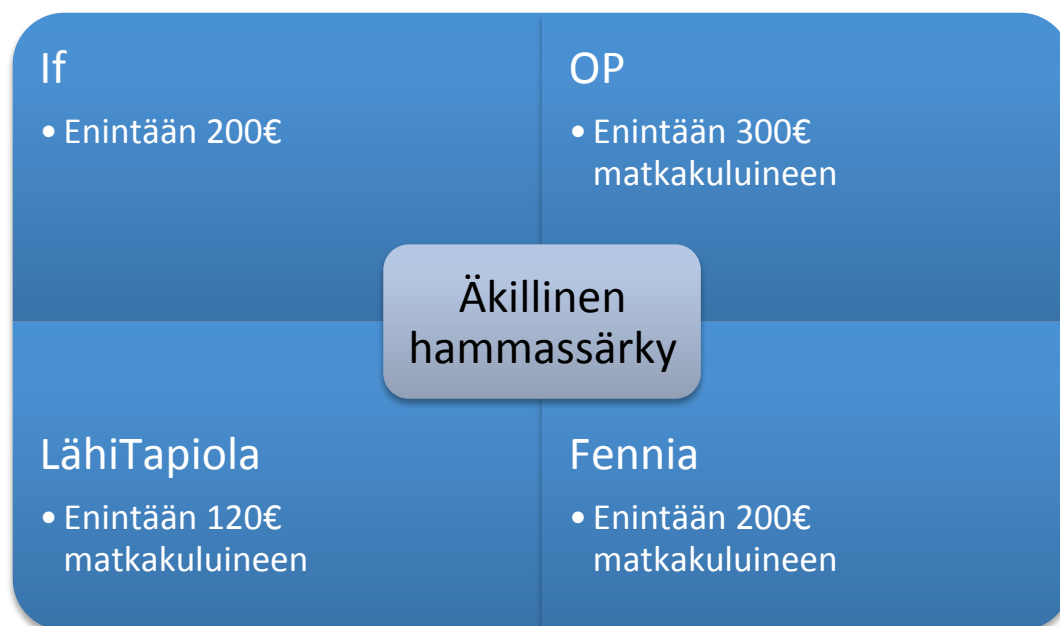 If
• Enintään 200€
OP
• Enintään 300€
matkakuluineen
Äkillinen
hammassärky
LähiTapiola
• Enintään 120€
matkakuluineen
Fennia
• Enintään 200€
matkakuluineen